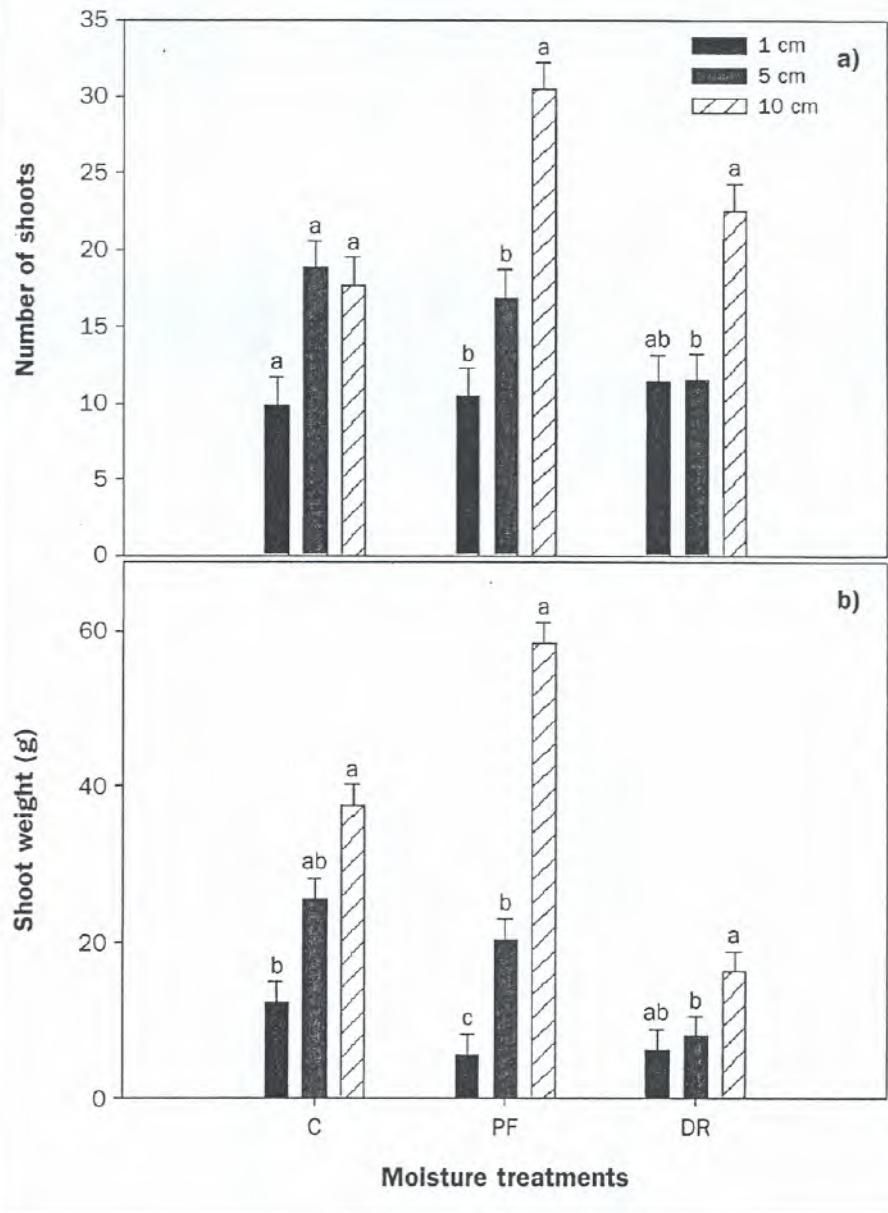 35
30
25
20
15
10
5
0
Number of shoots
1 cm
5 cm
10 cm
a)
a
a
a
b
b
a
ab
b
a
60
40
20
0
Shoot weight (g)
b)
b
ab
a
c
b
a
ab
b
a
C
PF
DR
Moisture treatments